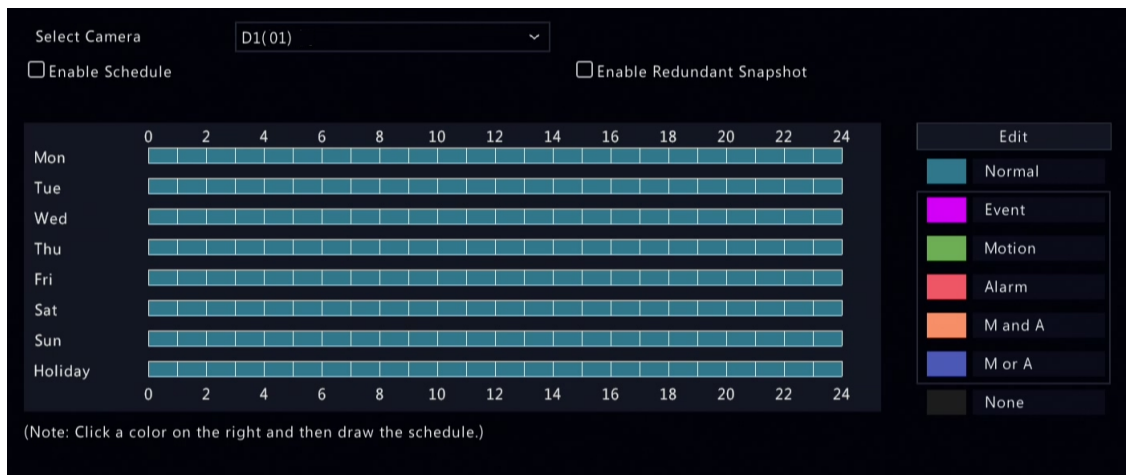 Select Camera D1(01)
Enable Schedule Enable Redundant Snapshot
0 2 4 6 8 10 12 14 16 18 20 22 24 Edit
Mon
Normal
Tue
Event
Wed
Thu Motion
Fri
Alarm
Sat
M and A
Sun
M or A
Holiday
0 2 4 6 8 10 12 14 16 18 20 22 24
None
(Note: Click a color on the right and then draw the schedule.)